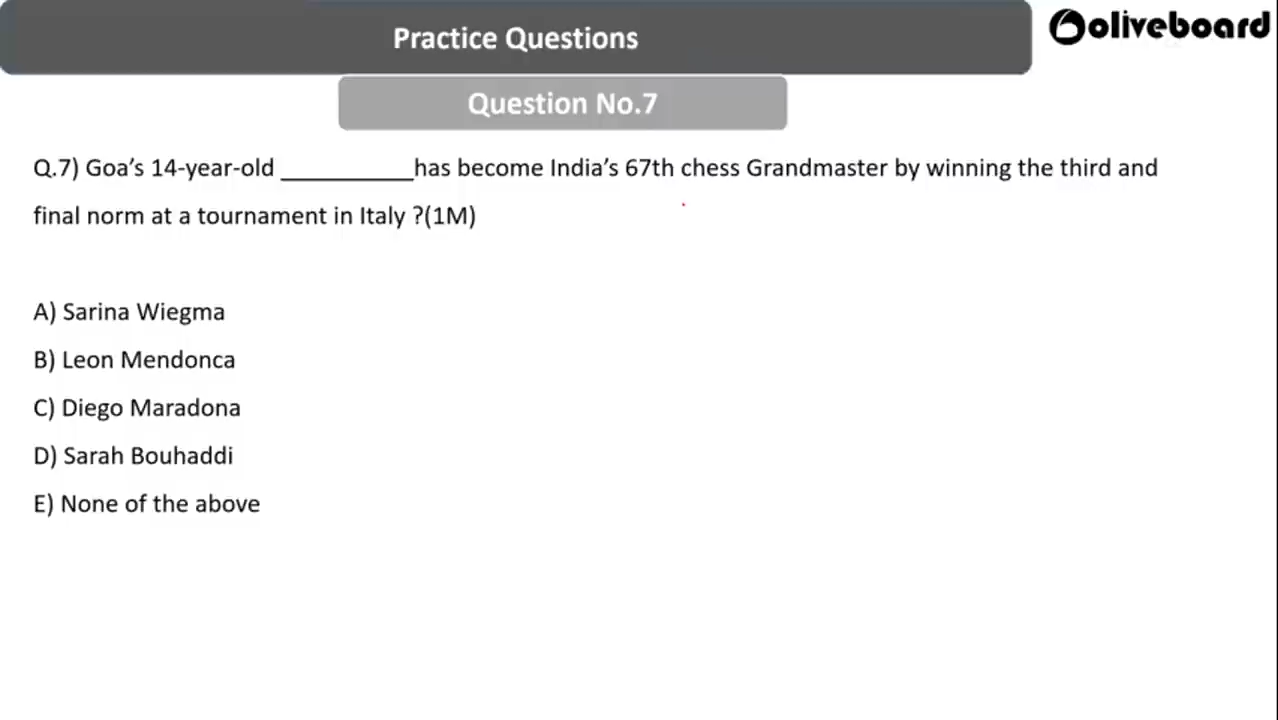 Practice Questions
oliveboard
Question No.7
Q.7) Goa’s 14-year-old __________has become India’s 67th chess Grandmaster by winning the third and
final norm at a tournament in Italy ?(1M)
A) Sarina Wiegma
B) Leon Mendonca
C) Diego Maradona
D) Sarah Bouhaddi
E) None of the above